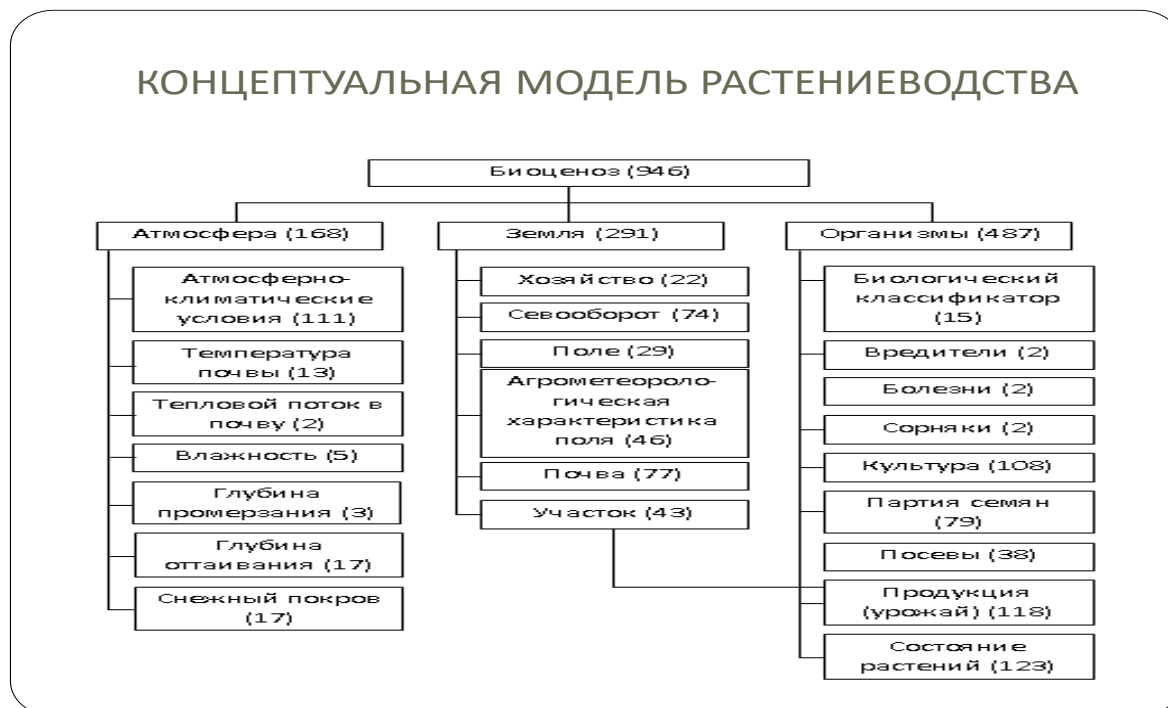 КОНЦЕПТУАЛЬНАЯ МОДЕЛЬ РАСТЕНИЕВОДСТВА
Биоценоз (946)
Атмосфера (168)
Атмосферно-
климатические
условия (111)
Температура
почвы (13)
Тепловой поток в
почву (2)
Влажность (5)
Глубина
промерзания (3)
Глубина
оттаивания (17)
Снежный покров
(17)
Земля (291)
Хозяйство (22)
Севооборот (74)
Поле (29)
Агрометеороло-
гическая
характеристика
поля (46)
Почва (77)
Участок (43)
Организмы (487)
Биологический
классификатор
(15)
Вредители (2)
Болезни (2)
Сорняки (2)
Культура (108)
Партия семян
(79)
Посевы (38)
Продукция
(урожай) (118)
Состояние
растений (123)